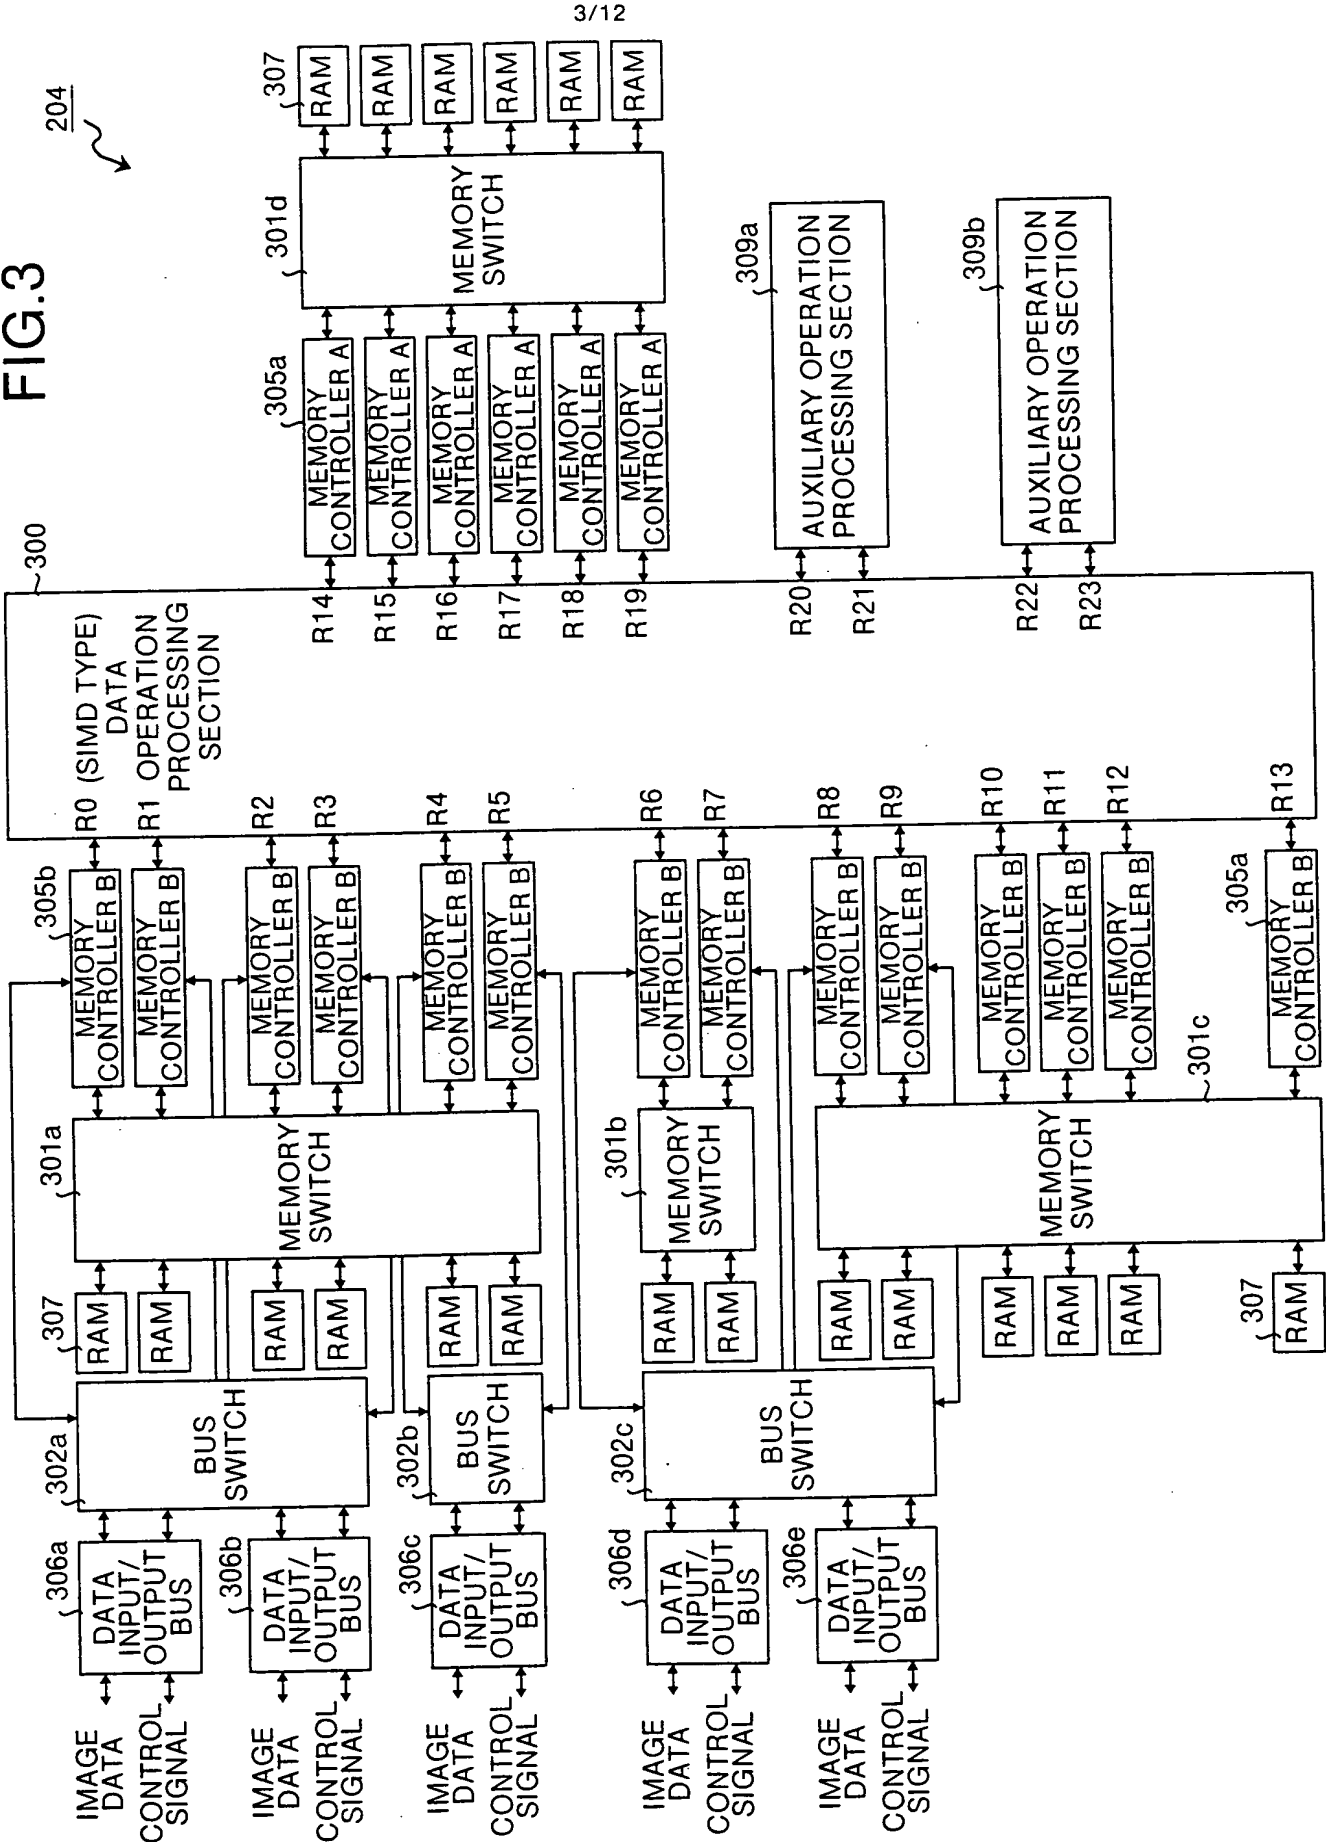 3/12
FIG.3
204
306a
DATA
INPUT/
OUTPUT
BUS
IMAGE
DATA
CONTROL
SIGNAL
306b
DATA
INPUT/
OUTPUT
BUS
IMAGE
DATA
CONTROL
SIGNAL
306c
DATA
INPUT/
OUTPUT
BUS
IMAGE
DATA
CONTROL
SIGNAL
306d
DATA
INPUT/
OUTPUT
BUS
IMAGE
DATA
CONTROL
SIGNAL
306e
DATA
INPUT/
OUTPUT
BUS
IMAGE
DATA
CONTROL
SIGNAL
302a
BUS
SWITCH
302b
BUS
SWITCH
302c
BUS
SWITCH
307
RAM
RAM
RAM
RAM
RAM
RAM
RAM
RAM
RAM
RAM
RAM
RAM
RAM
307
RAM
301a
MEMORY
SWITCH
301b
MEMORY
SWITCH
MEMORY
SWITCH
301c
305b
MEMORY
CONTROLLER B
MEMORY
CONTROLLER B
MEMORY
CONTROLLER B
MEMORY
CONTROLLER B
MEMORY
CONTROLLER B
MEMORY
CONTROLLER B
MEMORY
CONTROLLER B
MEMORY
CONTROLLER B
MEMORY
CONTROLLER B
MEMORY
CONTROLLER B
MEMORY
CONTROLLER B
MEMORY
CONTROLLER B
MEMORY
CONTROLLER B
305a
MEMORY
CONTROLLER B
300
R0 (SIMD TYPE)
DATA
R1 OPERATION
PROCESSING
SECTION
R2
R3
R4
R5
R6
R7
R8
R9
R10
R11
R12
R13
R14
R15
R16
R17
R18
R19
R20
R21
R22
R23
305a
MEMORY
CONTROLLER A
MEMORY
CONTROLLER A
MEMORY
CONTROLLER A
MEMORY
CONTROLLER A
MEMORY
CONTROLLER A
MEMORY
CONTROLLER A
301d
MEMORY
SWITCH
307
RAM
RAM
RAM
RAM
RAM
RAM
309a
AUXILIARY OPERATION
PROCESSING SECTION
309b
AUXILIARY OPERATION
PROCESSING SECTION